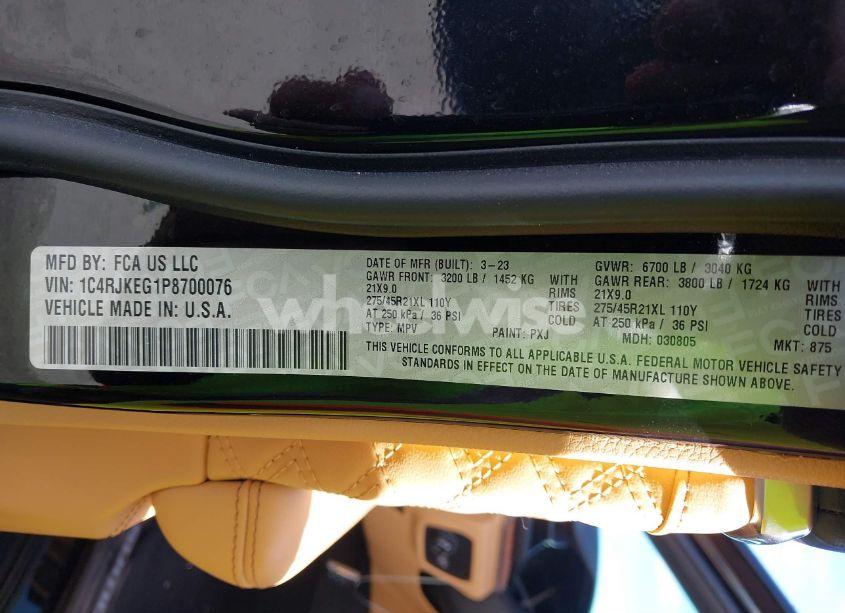 MFD BY: FCA US LLC
VIN: 1C4RJKEG1P8700076
VEHICLE MADE IN: U.S.A.
DATE OF MFR (BUILT): 3-23
GAWR FRONT: 3200 LB / 1452 KG WITH
21X9.0 RIMS
275/45R21XL 110Y TIRES
AT 250 kPa / 36 PSI COLD
TYPE: MPV PAINT: PXJ
GVWR: 6700 LB / 3040 KG
GAWR REAR: 3800 LB / 1724 KG WITH
21X9.0 RIMS
275/45R21XL 110Y TIRES
AT 250 kPa / 36 PSI COLD
MDH: 030805 MKT: 875
THIS VEHICLE CONFORMS TO ALL APPLICABLE U.S.A. FEDERAL MOTOR VEHICLE SAFETY
STANDARDS IN EFFECT ON THE DATE OF MANUFACTURE SHOWN ABOVE.